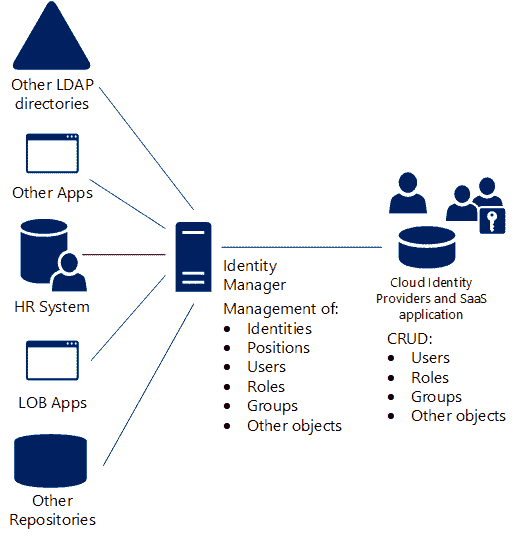 Other LDAP
directories
Other Apps
HR System
LOB Apps
Other
Repositories
Identity
Manager
Management of:
• Identities
• Positions
• Users
• Roles
• Groups
• Other objects
Cloud Identity
Providers and SaaS
application
CRUD:
• Users
• Roles
• Groups
• Other objects